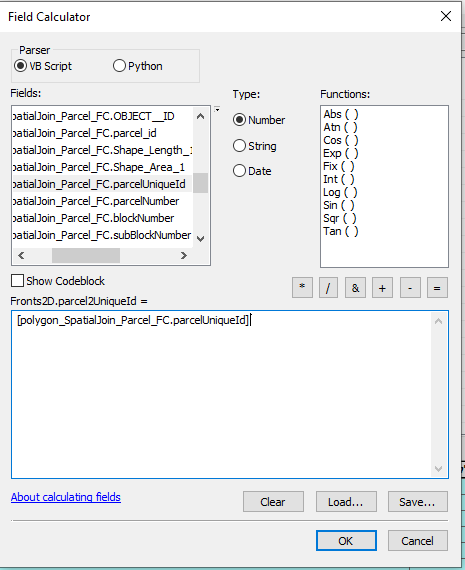 Field Calculator
Parser
VB Script
Python
Fields:
Type:
Functions:
patialJoin_Parcel_FC.OBJECT__ID
patialJoin_Parcel_FC.parcel_id
patialJoin_Parcel_FC.Shape_Length_1
patialJoin_Parcel_FC.Shape_Area_1
patialJoin_Parcel_FC.parcelUniqueId
patialJoin_Parcel_FC.parcelNumber
patialJoin_Parcel_FC.blockNumber
patialJoin_Parcel_FC.subBlockNumber
Number
String
Date
Abs ( )
Atn ( )
Cos ( )
Exp ( )
Fix ( )
Int ( )
Log ( )
Sin ( )
Sqr ( )
Tan ( )
Show Codeblock
* / & + - =
Fronts2D.parcel2UniqueId =
[polygon_SpatialJoin_Parcel_FC.parcelUniqueId]
About calculating fields
Clear
Load...
Save...
OK
Cancel